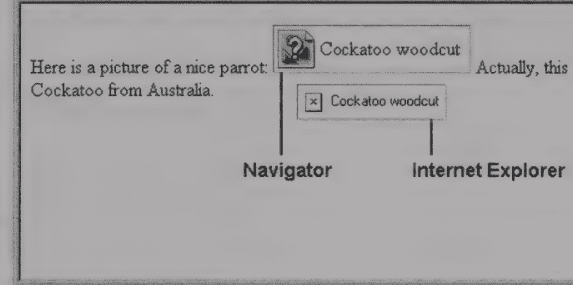 Here is a picture of a nice parrot: Cockatoo woodcut Actually, this
Cockatoo from Australia.
Cockatoo woodcut
Navigator
Internet Explorer